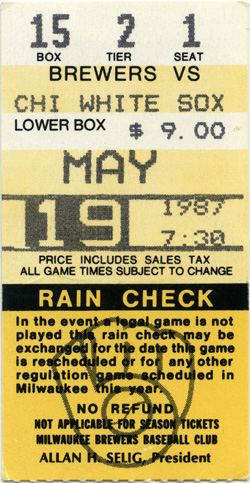 15 2 1
BOX TIER SEAT
BREWERS VS
CHI WHITE SOX
LOWER BOX $ 9.00
MAY
19 1987
7:30
PRICE INCLUDES SALES TAX
ALL GAME TIMES SUBJECT TO CHANGE
RAIN CHECK
In the event a legal game is not
played this rain check may be
exchanged for the date this game
is rescheduled or for any other
regulation game scheduled in
Milwaukee this year.
NO REFUND
NOT APPLICABLE FOR SEASON TICKETS
MILWAUKEE BREWERS BASEBALL CLUB
ALLAN H. SELIG, President